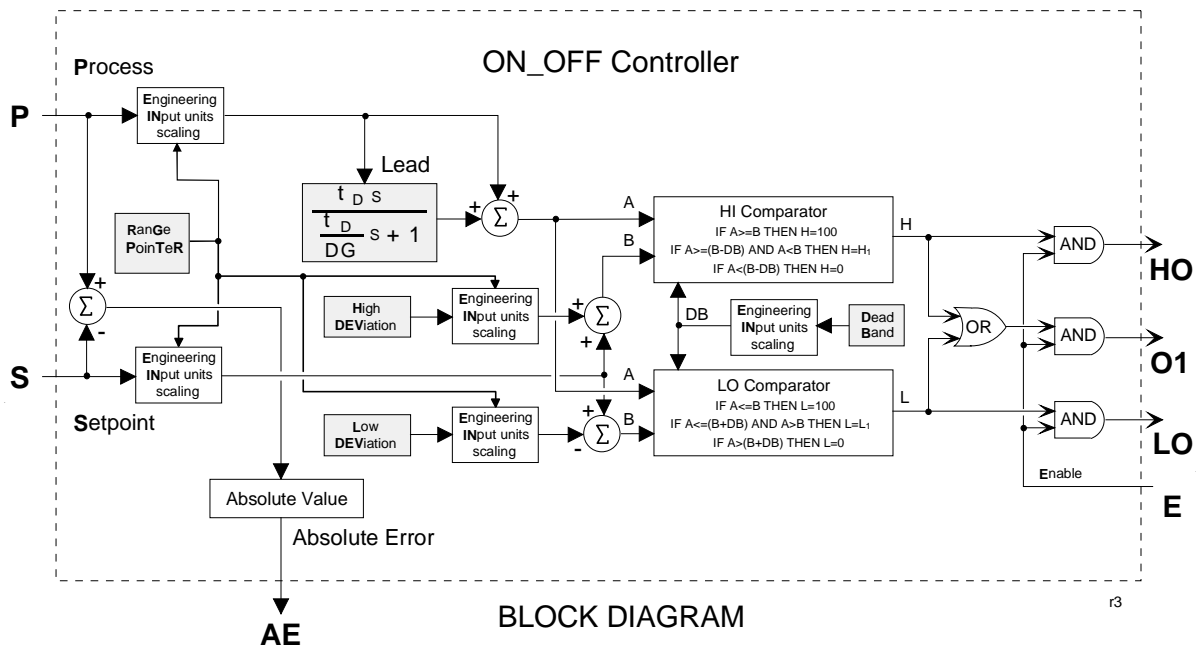 ON_OFF Controller
Process
P
Engineering
INput units
scaling
Lead
t D S
t D
DG
S + 1
+
+
Σ
RanGe
PoinTeR
A
B
HI Comparator
IF A>=B THEN H=100
IF A>=(B-DB) AND A<B THEN H=H1
IF A<(B-DB) THEN H=0
H
AND
HO
+
Σ
-
High
DEViation
Engineering
INput units
scaling
+
Σ
+
DB
Engineering
INput units
scaling
Dead
Band
OR
AND
O1
S
Engineering
INput units
scaling
Setpoint
A
B
LO Comparator
IF A<=B THEN L=100
IF A<=(B+DB) AND A>B THEN L=L1
IF A>(B+DB) THEN L=0
L
AND
LO
Low
DEViation
Engineering
INput units
scaling
+
Σ
-
Enable
E
Absolute Value
Absolute Error
AE
BLOCK DIAGRAM
r3